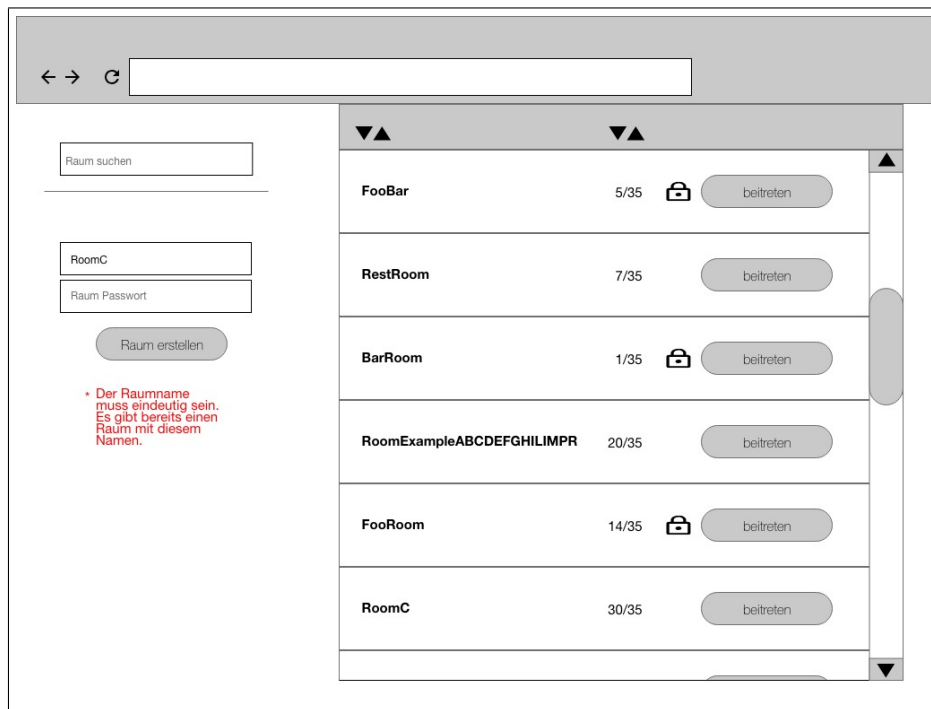 Raum suchen
RoomC
Raum Passwort
Raum erstellen
* Der Raumname
muss eindeutig sein.
Es gibt bereits einen
Raum mit diesem
Namen.
FooBar 5/35 beitreten
RestRoom 7/35 beitreten
BarRoom 1/35 beitreten
RoomExampleABCDEFGHILIMPR 20/35 beitreten
FooRoom 14/35 beitreten
RoomC 30/35 beitreten